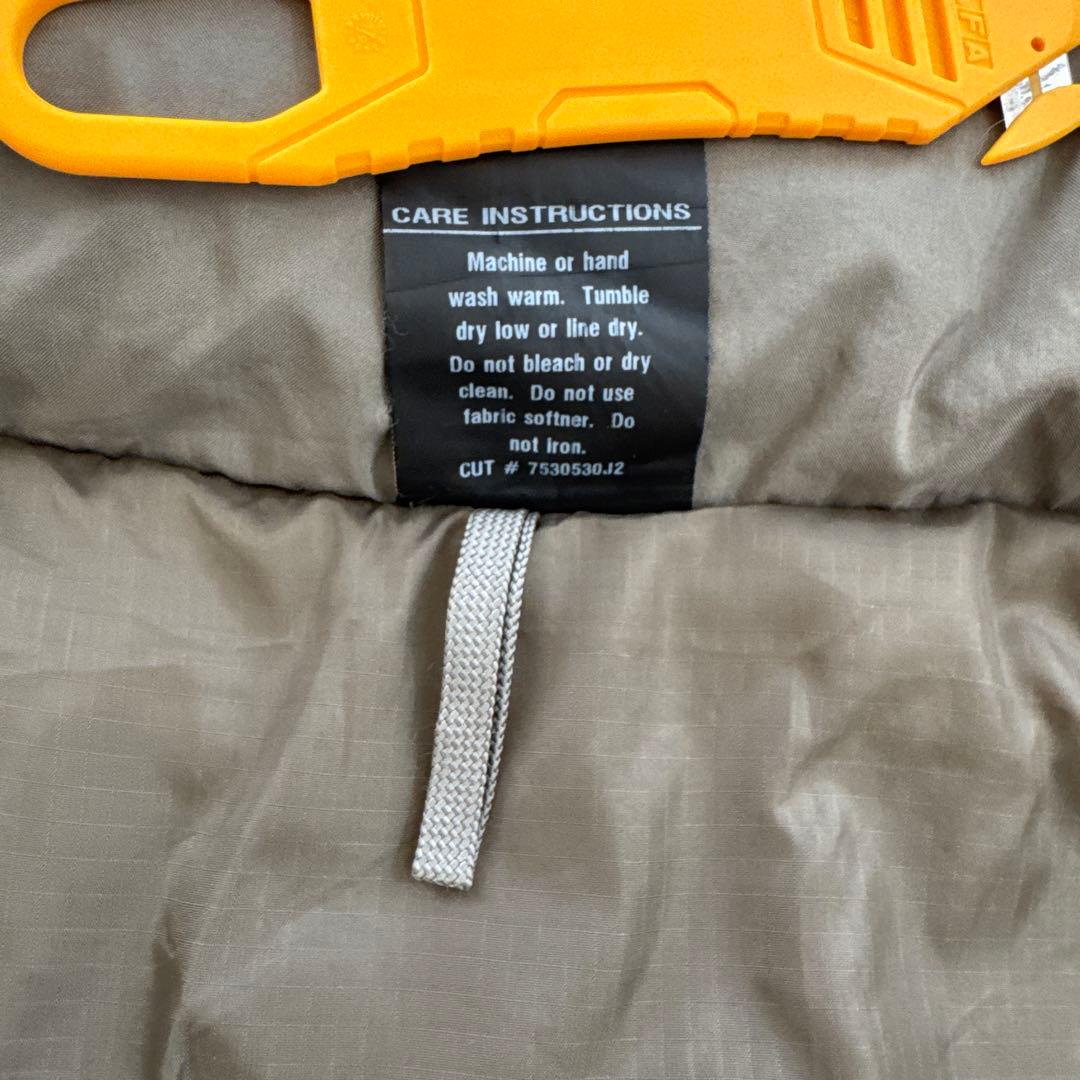 CARE INSTRUCTIONS
Machine or hand
wash warm. Tumble
dry low or line dry.
Do not bleach or dry
clean. Do not use
fabric softner. Do
not iron.
CUT # 7530530J2